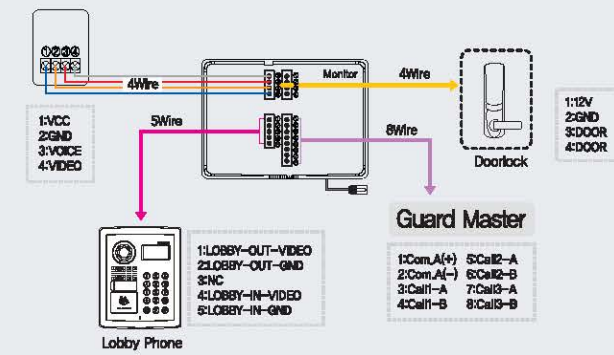 ①②③④
4Wire
Monitor
4Wire
1:VCC
2:GND
3:VOICE
4:VIDEO
5Wire
8Wire
Doorlock
1:12V
2:GND
3:DOOR
4:DOOR
Guard Master
1:Com,A(+) 5:Call2-A
2:Com,A(-) 6:Call2-B
3:Call1-A 7:Call3-A
4:Call1-B 8:Call3-B
1:LOBBY-OUT-VIDEO
2:LOBBY-OUT-GND
3:NC
4:LOBBY-IN-VIDEO
5:LOBBY-IN-GND
Lobby Phone